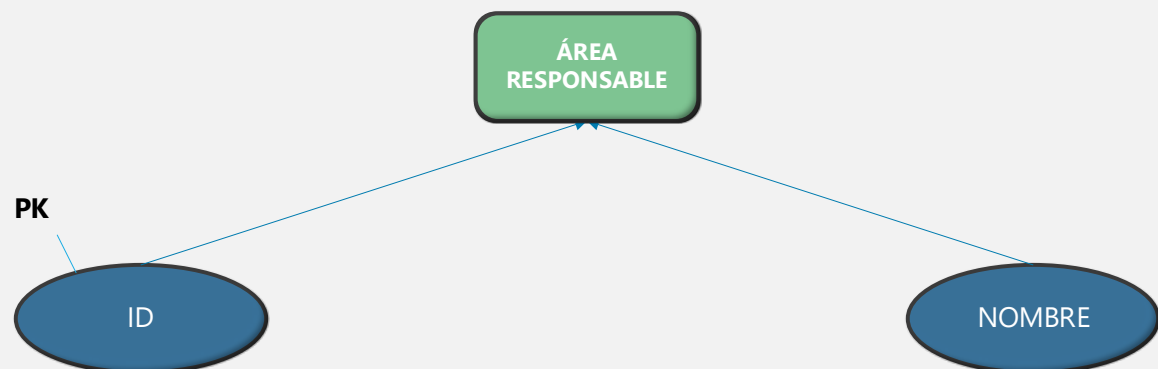 ÁREA
RESPONSABLE
PK
ID
NOMBRE